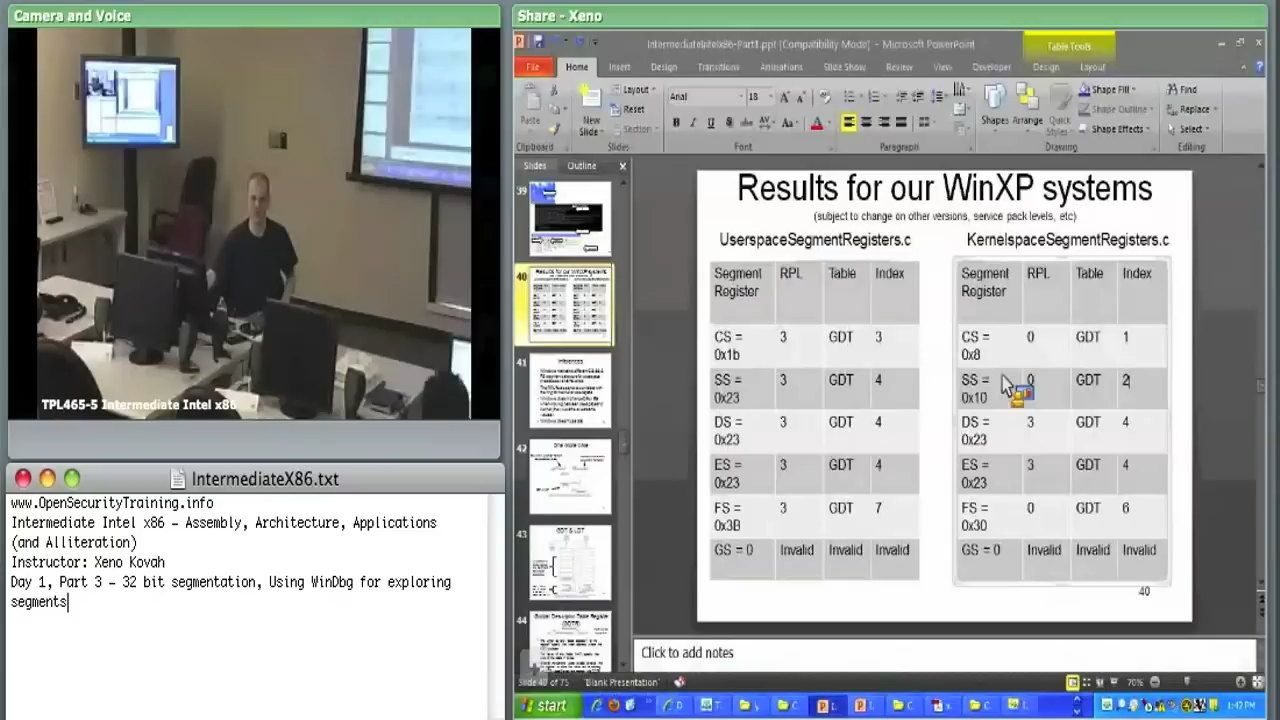 Camera and Voice
TPL465-5 Intermediate Intel x86
IntermediateX86.txt
www.OpenSecurityTraining.info
Intermediate Intel x86 – Assembly, Architecture, Applications
(and Alliteration)
Instructor: Xeno Kovah
Day 1, Part 3 – 32 bit segmentation, Using WinDbg for exploring
segments
Share - Xeno
IntermediateIntelx86-Part1.ppt [Compatibility Mode] - Microsoft PowerPoint
Table Tools
File Home Insert Design Transitions Animations Slide Show Review View Developer Design Layout
Paste
Clipboard
New
Slide
Layout
Reset
Section
Slides
Arial 18
Font
Paragraph
Shapes Arrange Quick
Styles
Shape Fill
Shape Outline
Shape Effects
Drawing
Find
Replace
Select
Editing
Slides Outline
39
40
41
42
43
44
Results for our WinXP systems
(subject to change on other versions, service pack levels, etc)
UuerspaceSegmentRegisters.c
Segment RPL Table Index
Register
CS = 3 GDT 3
0x1b
SS = 3 GDT 4
0x23
DS = 3 GDT 4
0x23
ES = 3 GDT 4
0x23
FS = 3 GDT 7
0x3B
GS = 0 Invalid Invalid Invalid
KernelspaceSegmentRegisters.c
Segment RPL Table Index
Register
CS = 0 GDT 1
0x8
SS = 0 GDT 2
0x10
DS = 3 GDT 4
0x23
ES = 3 GDT 4
0x23
FS = 0 GDT 6
0x30
GS = 0 Invalid Invalid Invalid
40
Click to add notes
Slide 40 of 75 "Blank Presentation"
70%
start
1:42 PM